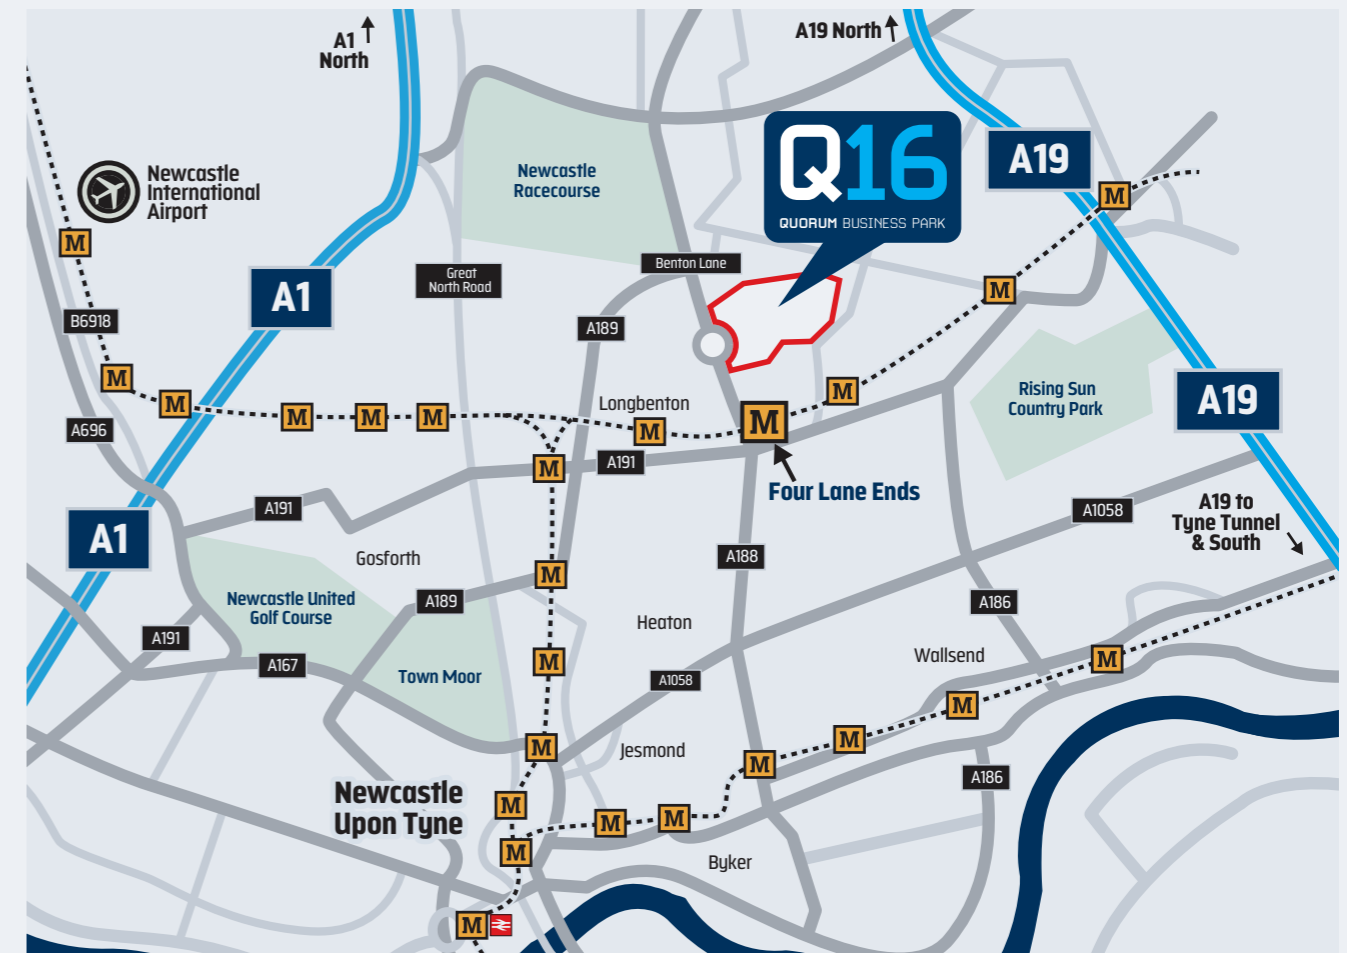 A1
North
A19 North
Newcastle
International
Airport
Newcastle
Racecourse
Q16
QUORUM BUSINESS PARK
A19
M
M
Great
North Road
Benton Lane
A1
M
B6918
A189
M
M
M
M
M
M
Longbenton
M
M
Rising Sun
Country Park
A19
A696
A191
M
Four Lane Ends
A191
A1058
A19 to
Tyne Tunnel
& South
A1
Gosforth
A188
M
Newcastle United
Golf Course
A189
A186
Heaton
A191
A167
Town Moor
M
A1058
Wallsend
M
M
M
Jesmond
M
M
A186
Newcastle
Upon Tyne
M
M
M
M
Byker
M